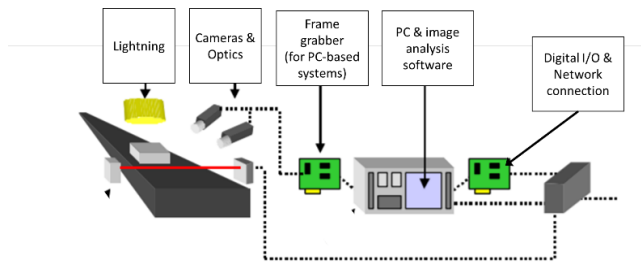 Lightning
Cameras &
Optics
Frame
grabber
(for PC-based
systems)
PC & image
analysis
software
Digital I/O &
Network
connection